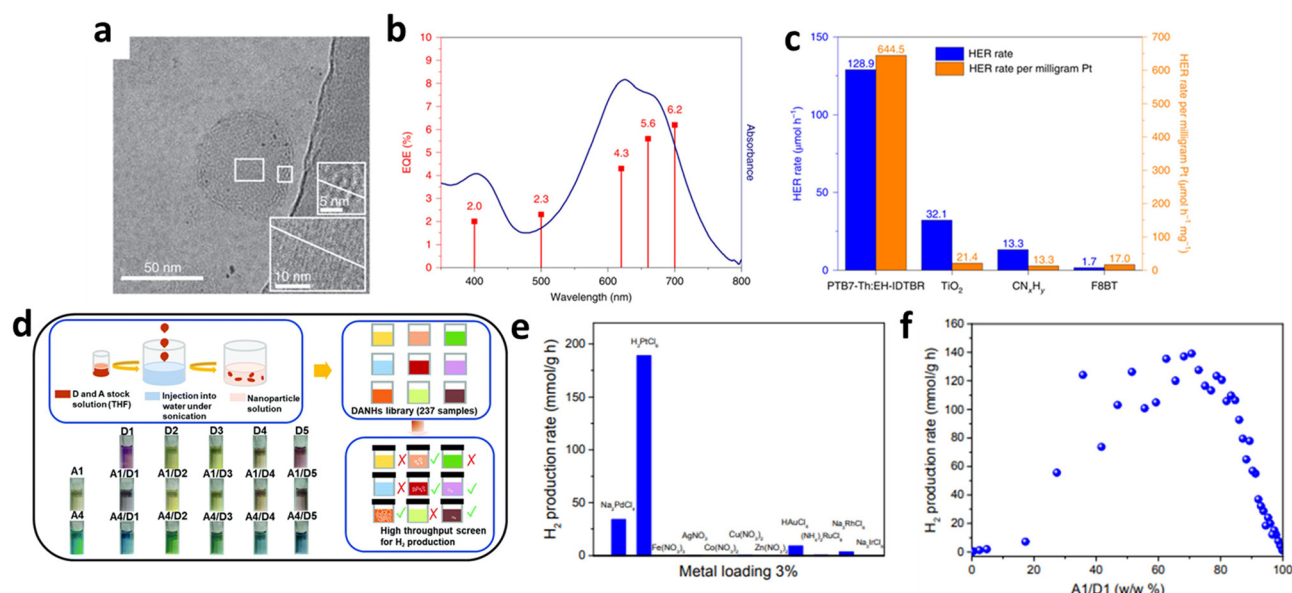 a
50 nm
5 nm
10 nm
b
EQE (%)
10
9
8
7
6
5
4
3
2
1
0
2.0
2.3
4.3
5.6
6.2
Absorbance
400
500
600
700
800
Wavelength (nm)
c
HER rate (μmol h⁻¹)
150
100
50
0
128.9
644.5
HER rate
HER rate per milligram Pt
32.1
21.4
13.3
13.3
1.7
17.0
700
600
500
400
300
200
100
0
HER rate per milligram Pt (μmol h⁻¹ mg⁻¹)
PTB7-Th:EH-IDTBR
TiO₂
CNₓHᵧ
F8BT
d
D and A stock
solution (THF)
Injection into
water under
sonication
Nanoparticle
solution
DANHs library (237 samples)
High throughput screen
for H₂ production
D1
D2
D3
D4
D5
A1
A1/D1
A1/D2
A1/D3
A1/D4
A1/D5
A4
A4/D1
A4/D2
A4/D3
A4/D4
A4/D5
e
H₂ production rate (mmol/g h)
200
150
100
50
0
Na₂PdCl₄
H₂PtCl₆
AgNO₃
Co(NO₃)₂
Cu(NO₃)₂
Zn(NO₃)₂
HAuCl₄
Metal loading 3%
f
H₂ production rate (mmol/g h)
160
140
120
100
80
60
40
20
0
0
20
40
60
80
100
A1/D1 (w/w %)